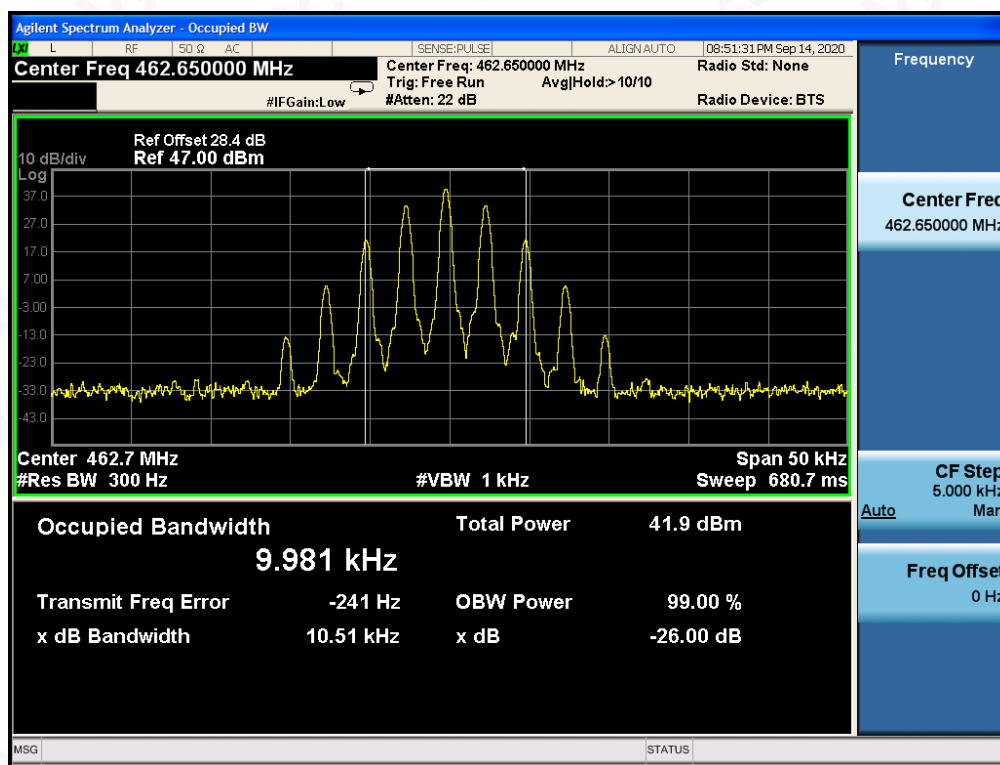 Agilent Spectrum Analyzer - Occupied BW
LXI L RF 50 Ω AC SENSE:PULSE ALIGN AUTO 08:51:31 PM Sep 14, 2020
Center Freq 462.650000 MHz
Center Freq: 462.650000 MHz
Radio Std: None
Trig: Free Run Avg|Hold:>10/10
#IFGain:Low
#Atten: 22 dB
Radio Device: BTS
Ref Offset 28.4 dB
10 dB/div Ref 47.00 dBm
Log
37.0
27.0
17.0
7.00
-3.00
-13.0
-23.0
-33.0
-43.0
Center 462.7 MHz Span 50 kHz
#Res BW 300 Hz #VBW 1 kHz Sweep 680.7 ms
Occupied Bandwidth Total Power 41.9 dBm
9.981 kHz
Transmit Freq Error -241 Hz OBW Power 99.00 %
x dB Bandwidth 10.51 kHz x dB -26.00 dB
MSG STATUS
Frequency
Center Freq
462.650000 MHz
CF Step
5.000 kHz
Auto Man
Freq Offset
0 Hz